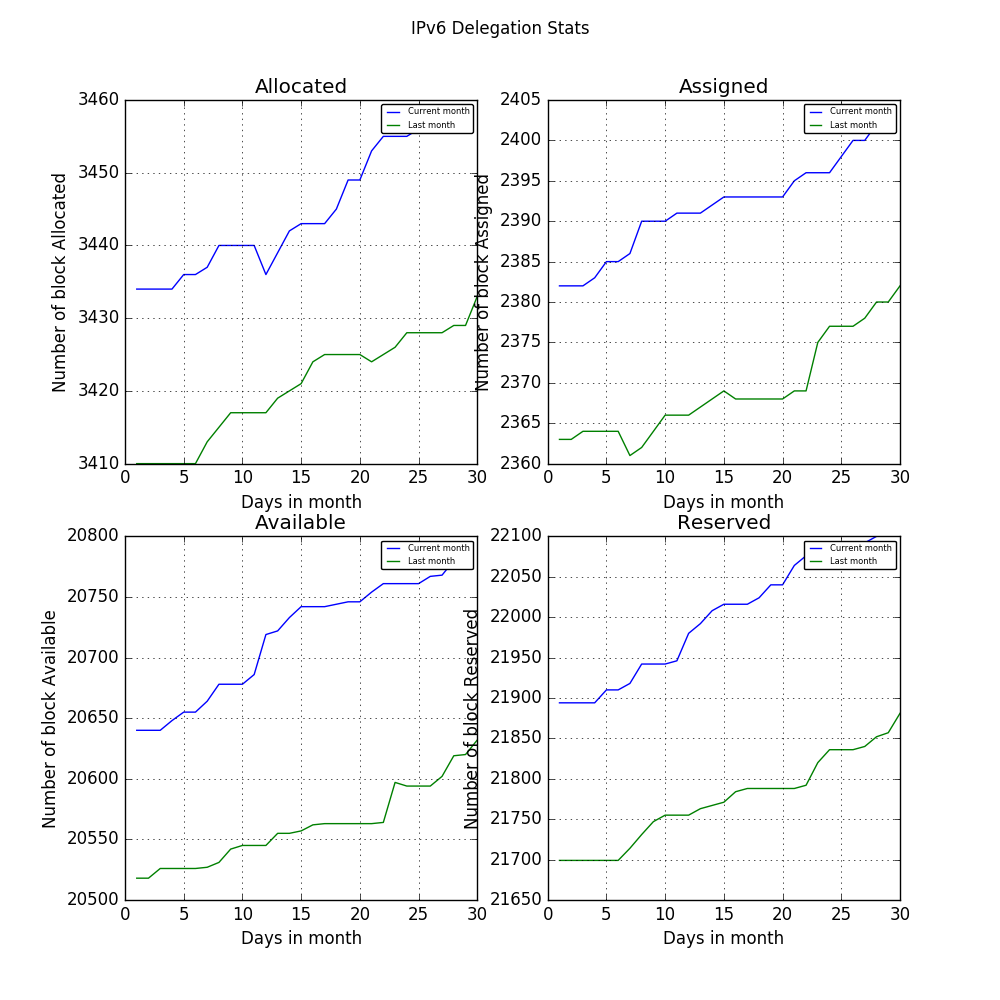 IPv6 Delegation Stats
Allocated
Number of block Allocated
3460
3450
3440
3430
3420
3410
Current month
Last month
0 5 10 15 20 25 30
Days in month
Assigned
Number of block Assigned
2405
2400
2395
2390
2385
2380
2375
2370
2365
2360
Current month
Last month
0 5 10 15 20 25 30
Days in month
Available
Number of block Available
20800
20750
20700
20650
20600
20550
20500
Current month
Last month
0 5 10 15 20 25 30
Days in month
Reserved
Number of block Reserved
22100
22050
22000
21950
21900
21850
21800
21750
21700
21650
Current month
Last month
0 5 10 15 20 25 30
Days in month